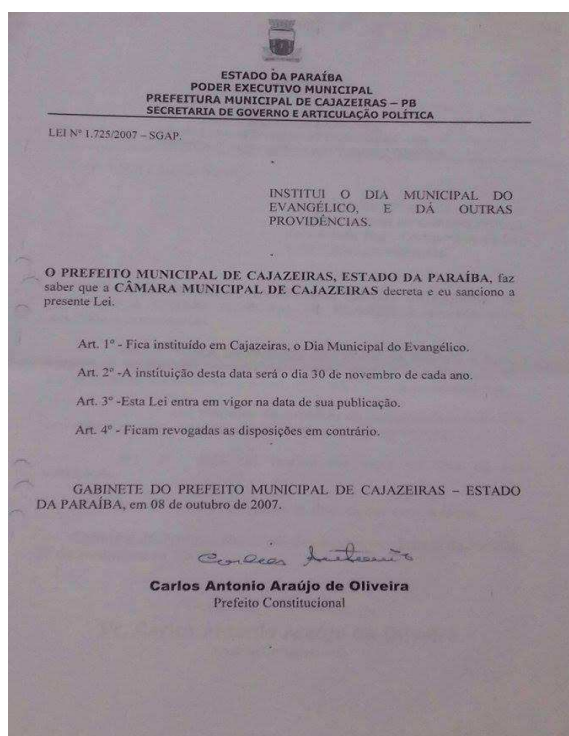 ESTADO DA PARAÍBA
PODER EXECUTIVO MUNICIPAL
PREFEITURA MUNICIPAL DE CAJAZEIRAS – PB
SECRETARIA DE GOVERNO E ARTICULAÇÃO POLÍTICA
LEI Nº 1.725/2007 – SGAP.
INSTITUI O DIA MUNICIPAL DO
EVANGÉLICO, E DÁ OUTRAS
PROVIDÊNCIAS.
O PREFEITO MUNICIPAL DE CAJAZEIRAS, ESTADO DA PARAÍBA, faz
saber que a CÂMARA MUNICIPAL DE CAJAZEIRAS decreta e eu sanciono a
presente Lei.
Art. 1º - Fica instituído em Cajazeiras, o Dia Municipal do Evangélico.
Art. 2º -A instituição desta data será o dia 30 de novembro de cada ano.
Art. 3º -Esta Lei entra em vigor na data de sua publicação.
Art. 4º - Ficam revogadas as disposições em contrário.
GABINETE DO PREFEITO MUNICIPAL DE CAJAZEIRAS – ESTADO
DA PARAÍBA, em 08 de outubro de 2007.
Carlos Antonio
Carlos Antonio Araújo de Oliveira
Prefeito Constitucional